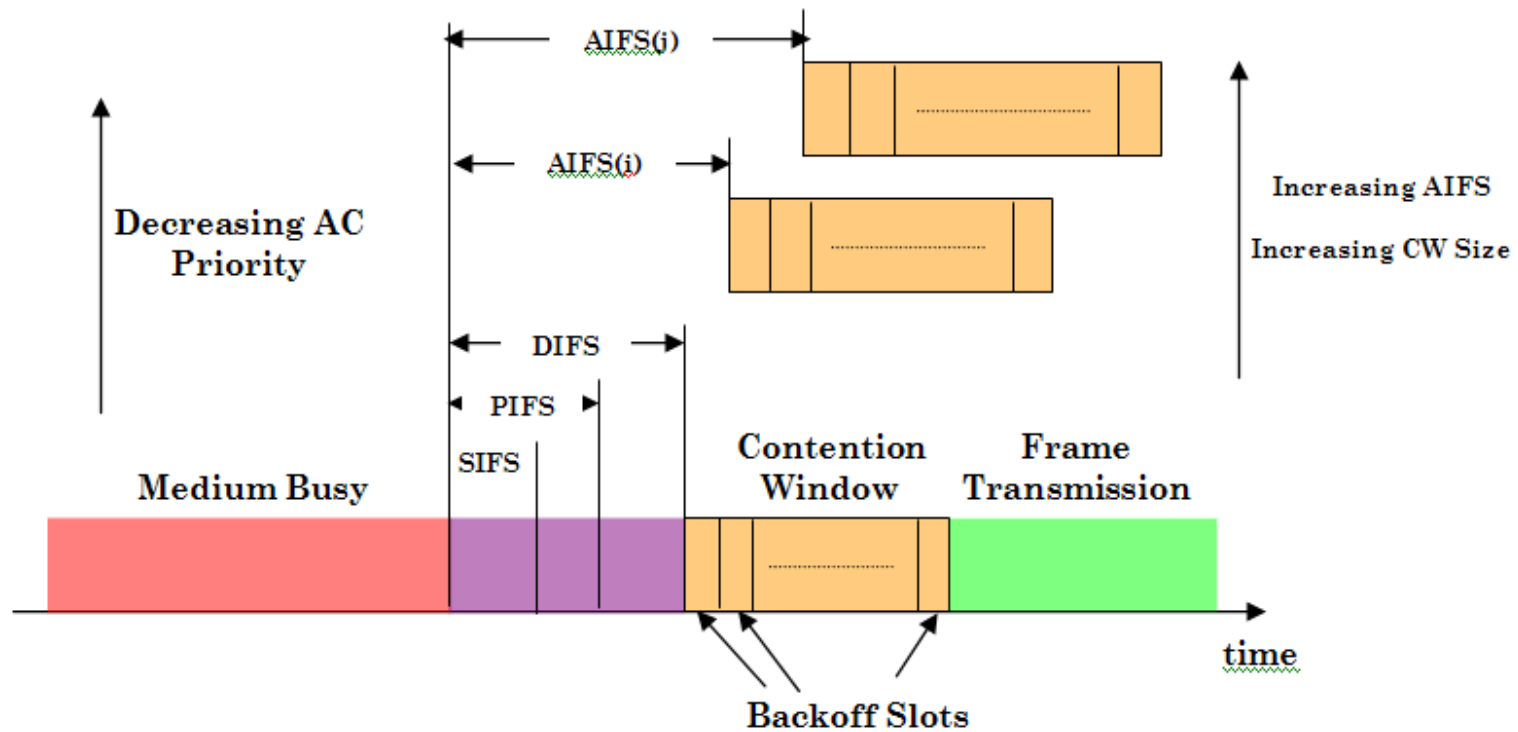 AIFS(j)
AIFS(i)
Decreasing AC
Priority
Increasing AIFS
Increasing CW Size
DIFS
PIFS
SIFS
Medium Busy
Contention
Window
Frame
Transmission
time
Backoff Slots